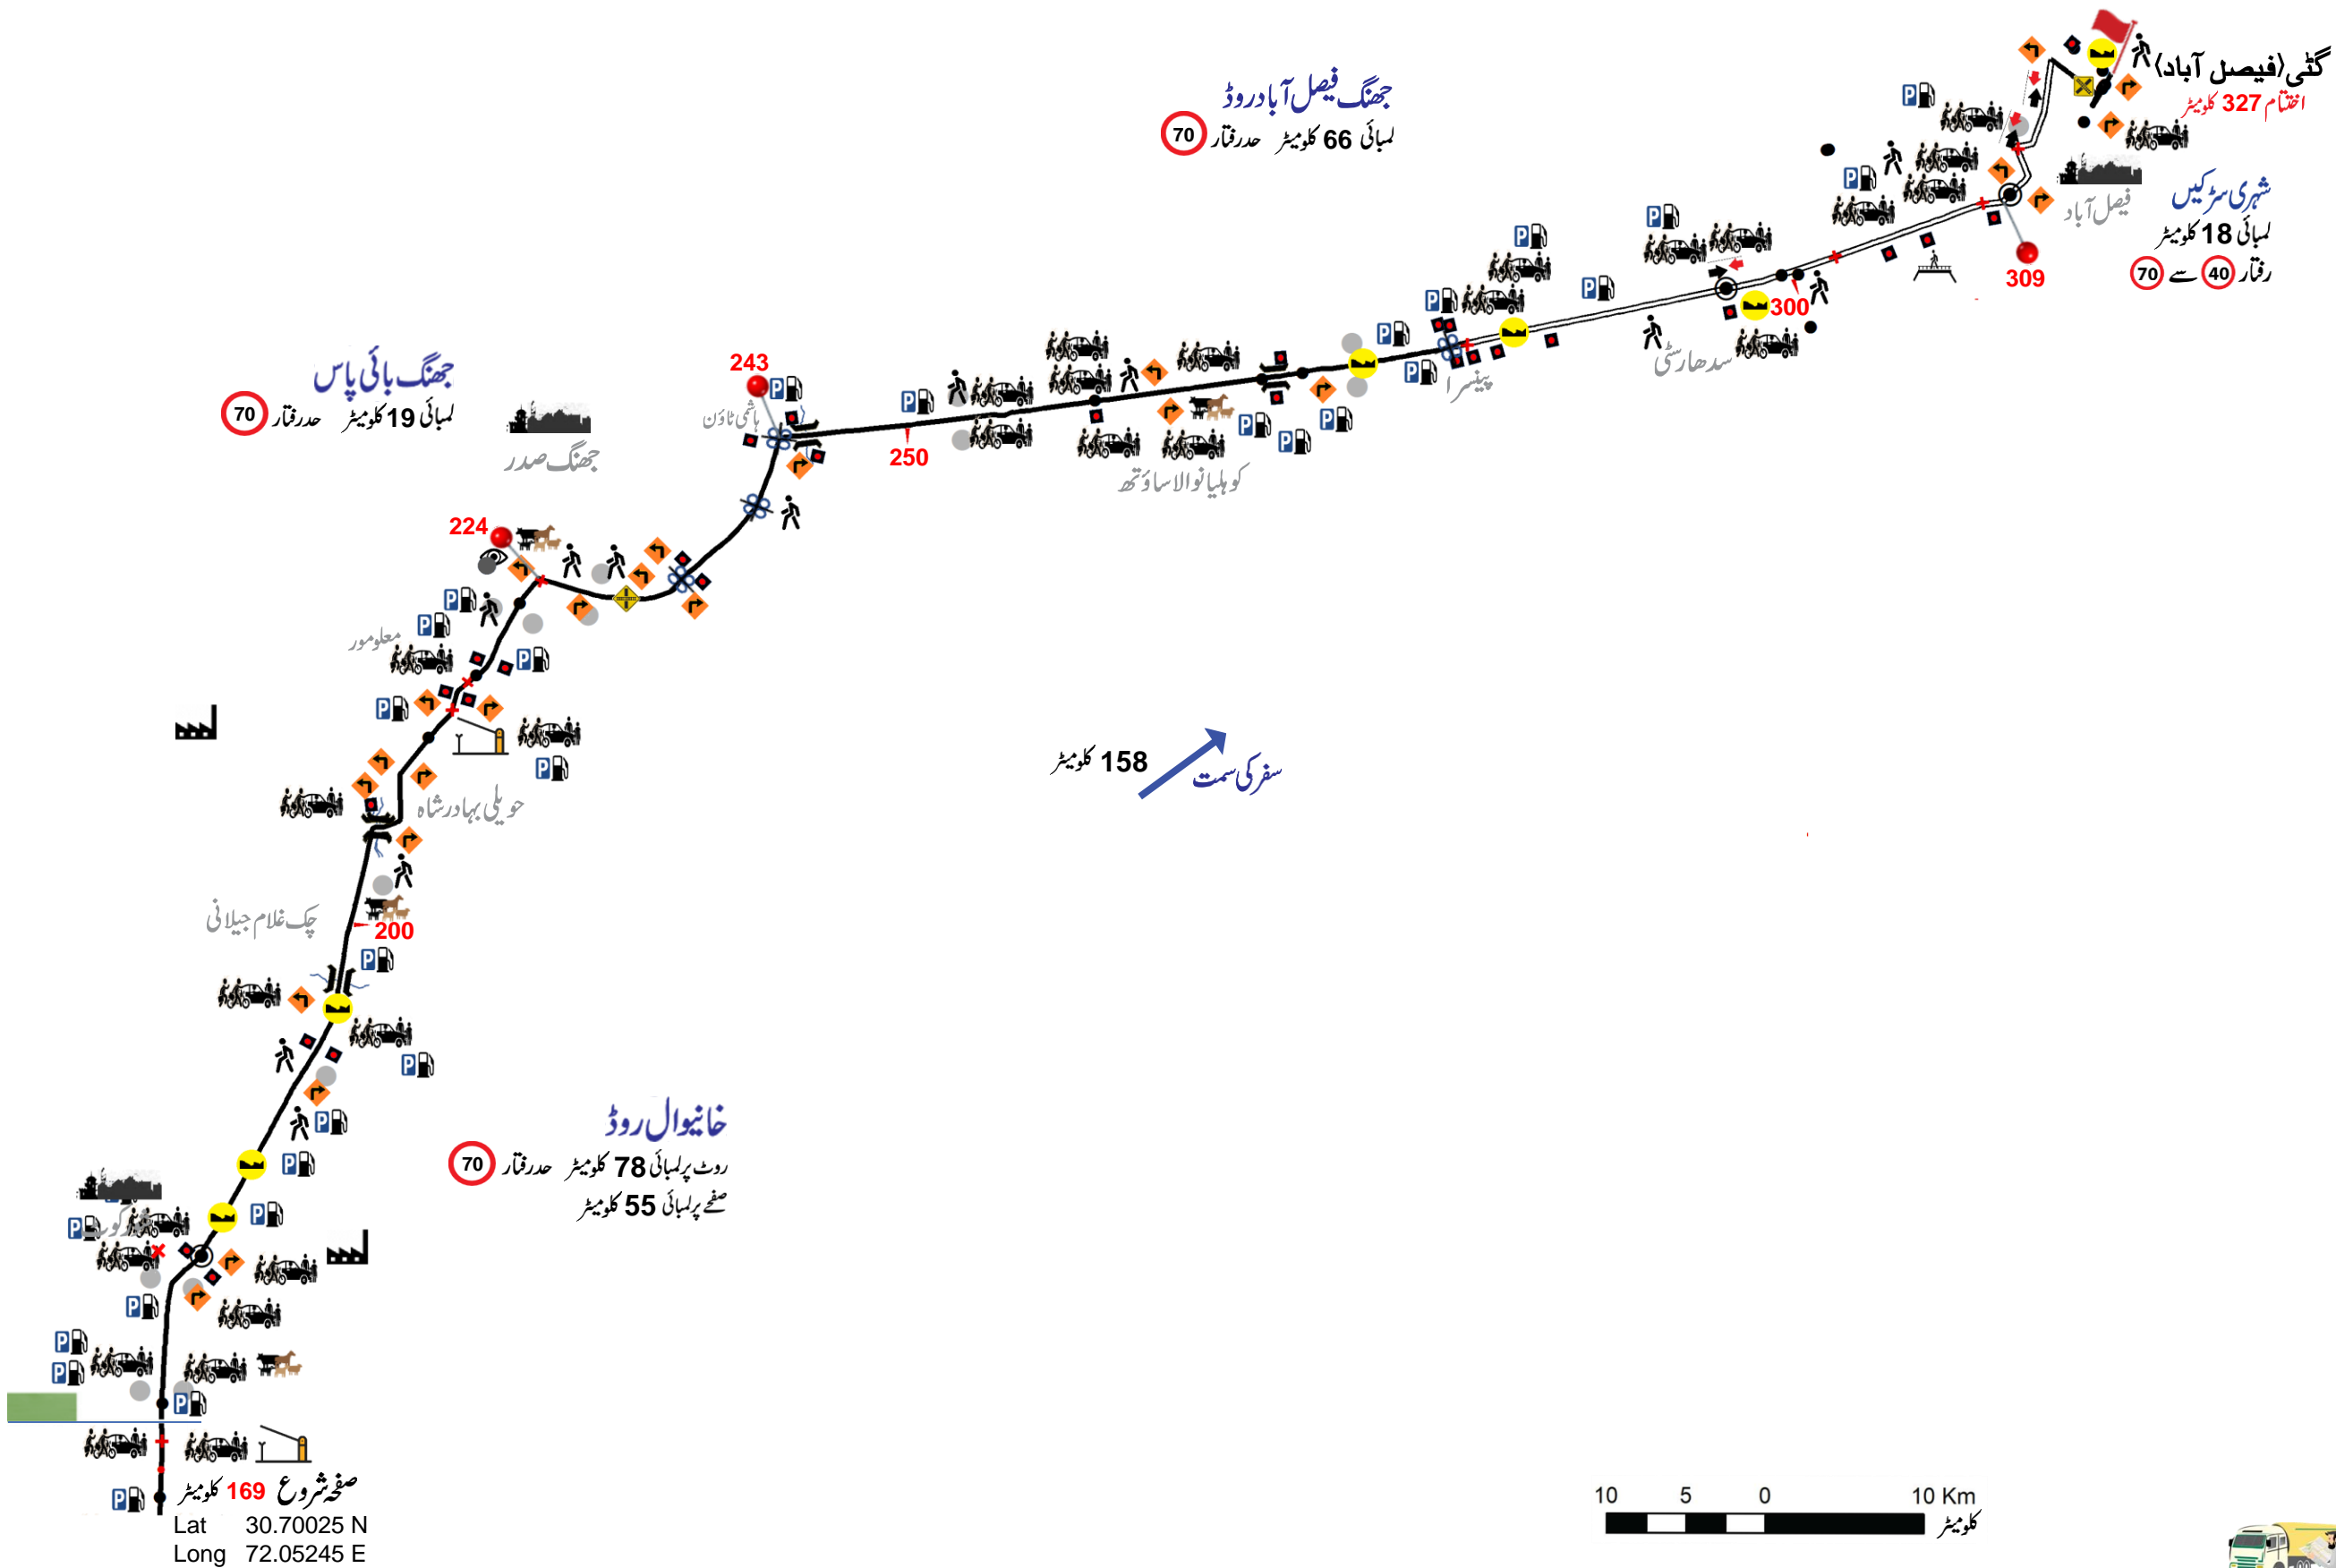 گٹی (فیصل آباد)
اختتام 327 کلومیٹر
جھنگ فیصل آباد روڈ
لمبائی 66 کلومیٹر حد رفتار 70
شہری سڑکیں
لمبائی 18 کلومیٹر
رفتار 40 سے 70
فیصل آباد
309
300
سدھار سٹی
پینسرا
243
ہاشمی ٹاؤن
250
کوہلیانوالا ساؤتھ
جھنگ بائی پاس
لمبائی 19 کلومیٹر حد رفتار 70
جھنگ صدر
224
معلومور
158 کلومیٹر
سفر کی سمت
حویلی بہادر شاہ
چک غلام جیلانی
200
خانیوال روڈ
روٹ پر لمبائی 78 کلومیٹر حد رفتار 70
صفحے پر لمبائی 55 کلومیٹر
صفحہ شروع 169 کلومیٹر
Lat 30.70025 N
Long 72.05245 E
10 5 0 10 Km
کلومیٹر